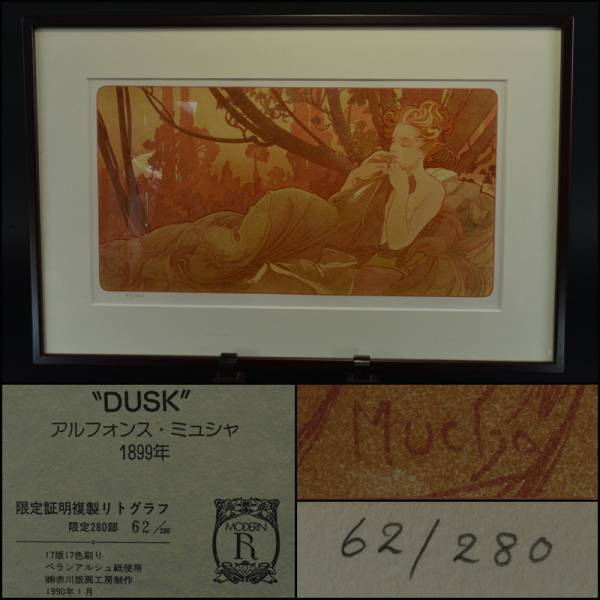 "DUSK"
アルフォンス・ミュシャ
1899年
限定証明複製リトグラフ
限定280部 62/280
17版17色刷り
ベランアルシュ紙使用
㈱赤川版画工房制作
1990年1月
MODERN
R
Mucha
62/280